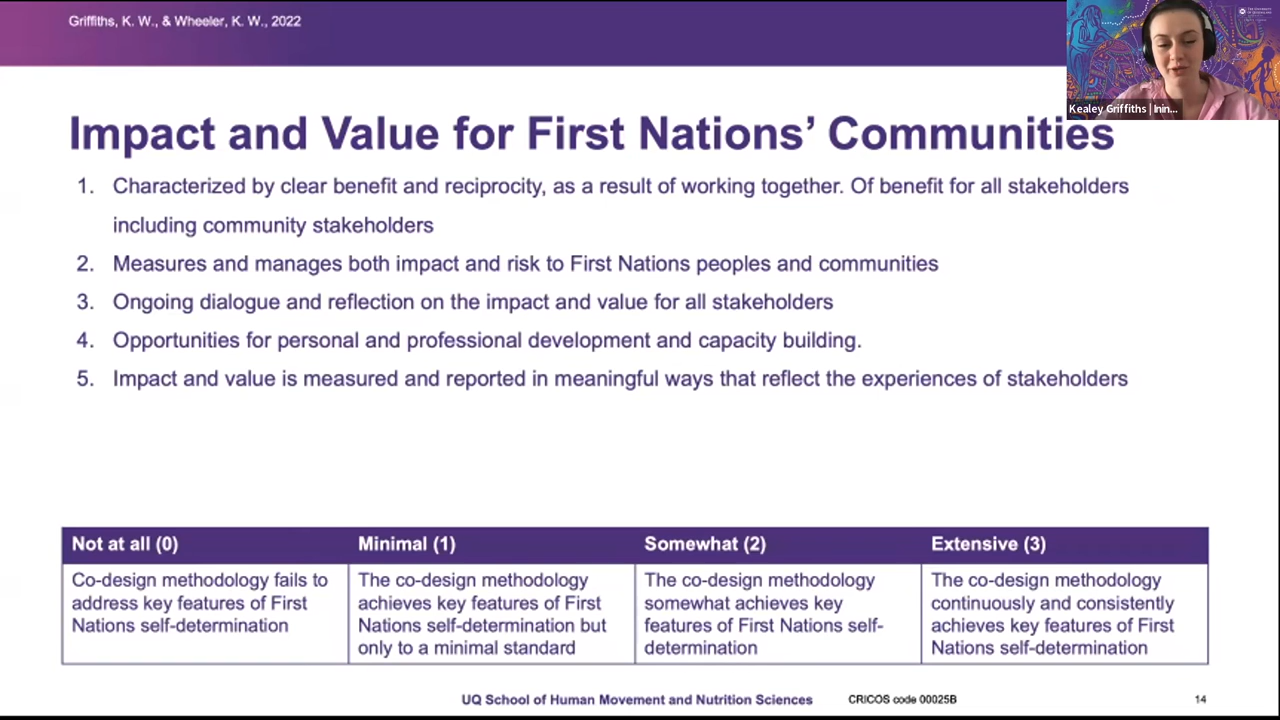 Griffiths, K. W., & Wheeler, K. W., 2022
Kealey Griffiths | Inin...
Impact and Value for First Nations’ Communities
1. Characterized by clear benefit and reciprocity, as a result of working together. Of benefit for all stakeholders
including community stakeholders
2. Measures and manages both impact and risk to First Nations peoples and communities
3. Ongoing dialogue and reflection on the impact and value for all stakeholders
4. Opportunities for personal and professional development and capacity building.
5. Impact and value is measured and reported in meaningful ways that reflect the experiences of stakeholders
Not at all (0)
Co-design methodology fails to
address key features of First
Nations self-determination
Minimal (1)
The co-design methodology
achieves key features of First
Nations self-determination but
only to a minimal standard
Somewhat (2)
The co-design methodology
somewhat achieves key
features of First Nations self-
determination
Extensive (3)
The co-design methodology
continuously and consistently
achieves key features of First
Nations self-determination
UQ School of Human Movement and Nutrition Sciences
CRICOS code 00025B
14